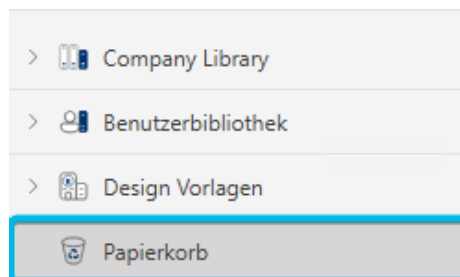 Company Library
Benutzerbibliothek
Design Vorlagen
Papierkorb